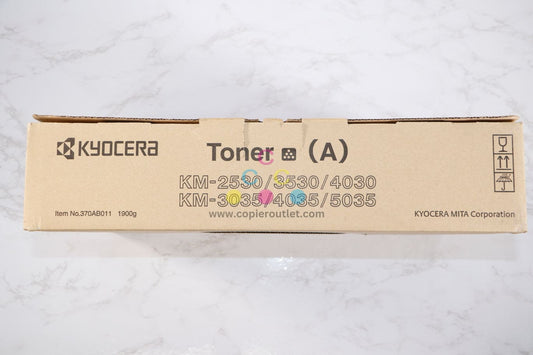 KYOCERA
Toner (A)
KM-2530/3530/4030
KM-3035/4035/5035
www.copieroutlet.com
Item No.370AB011 1900g
KYOCERA MITA Corporation